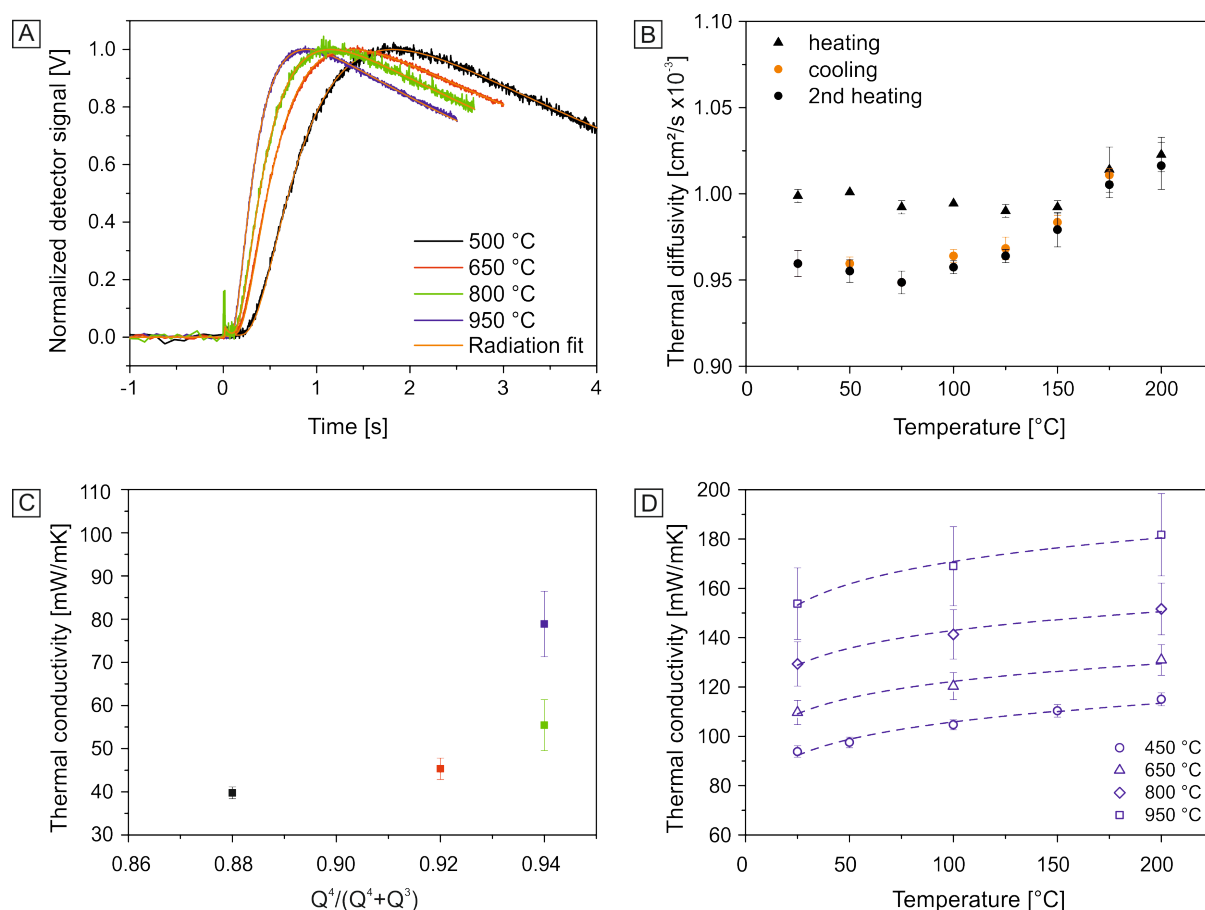 A
Normalized detector signal [V]
1.0
0.8
0.6
0.4
0.2
0.0
500 °C
650 °C
800 °C
950 °C
Radiation fit
-1 0 1 2 3 4
Time [s]
B
Thermal diffusivity [cm²/s x10⁻³]
1.10
1.05
1.00
0.95
0.90
heating
cooling
2nd heating
0 50 100 150 200
Temperature [°C]
C
Thermal conductivity [mW/mK]
110
100
90
80
70
60
50
40
30
0.86 0.88 0.90 0.92 0.94
Q⁴/(Q⁴+Q³)
D
Thermal conductivity [mW/mK]
200
180
160
140
120
100
80
60
450 °C
650 °C
800 °C
950 °C
0 50 100 150 200
Temperature [°C]